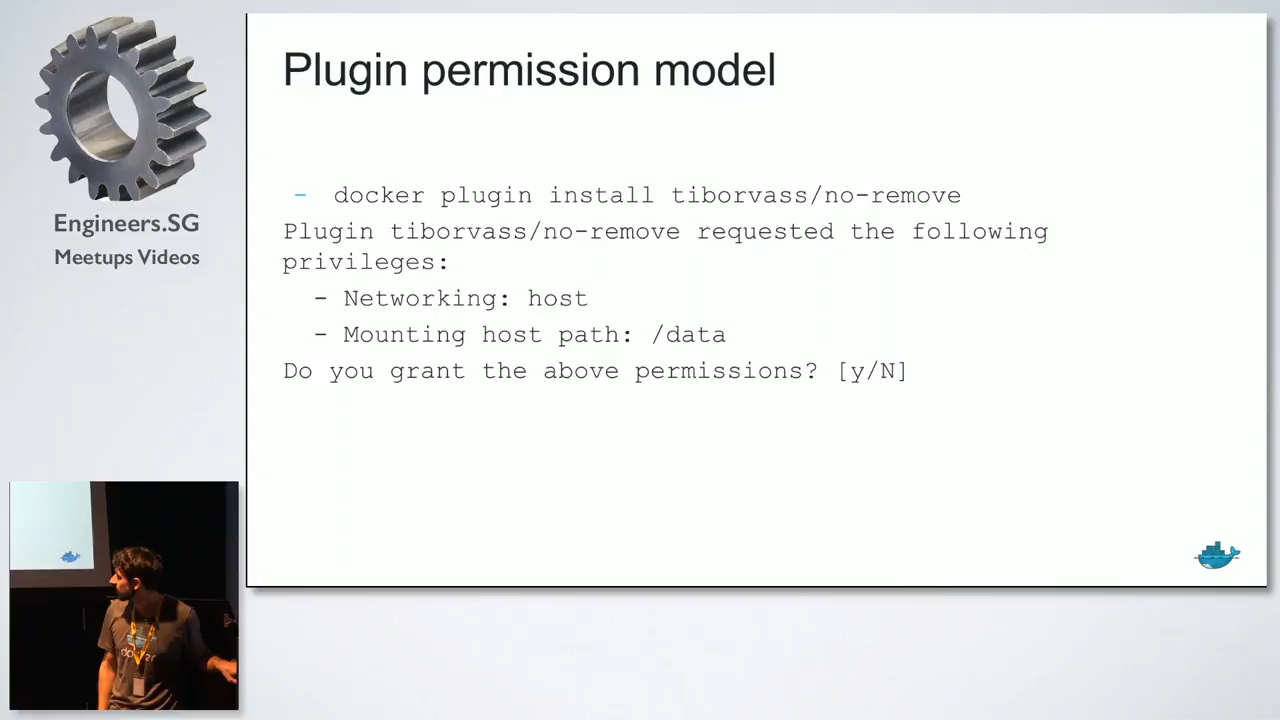 Engineers.SG
Meetups Videos
Plugin permission model
- docker plugin install tiborvass/no-remove
Plugin tiborvass/no-remove requested the following
privileges:
- Networking: host
- Mounting host path: /data
Do you grant the above permissions? [y/N]
docker